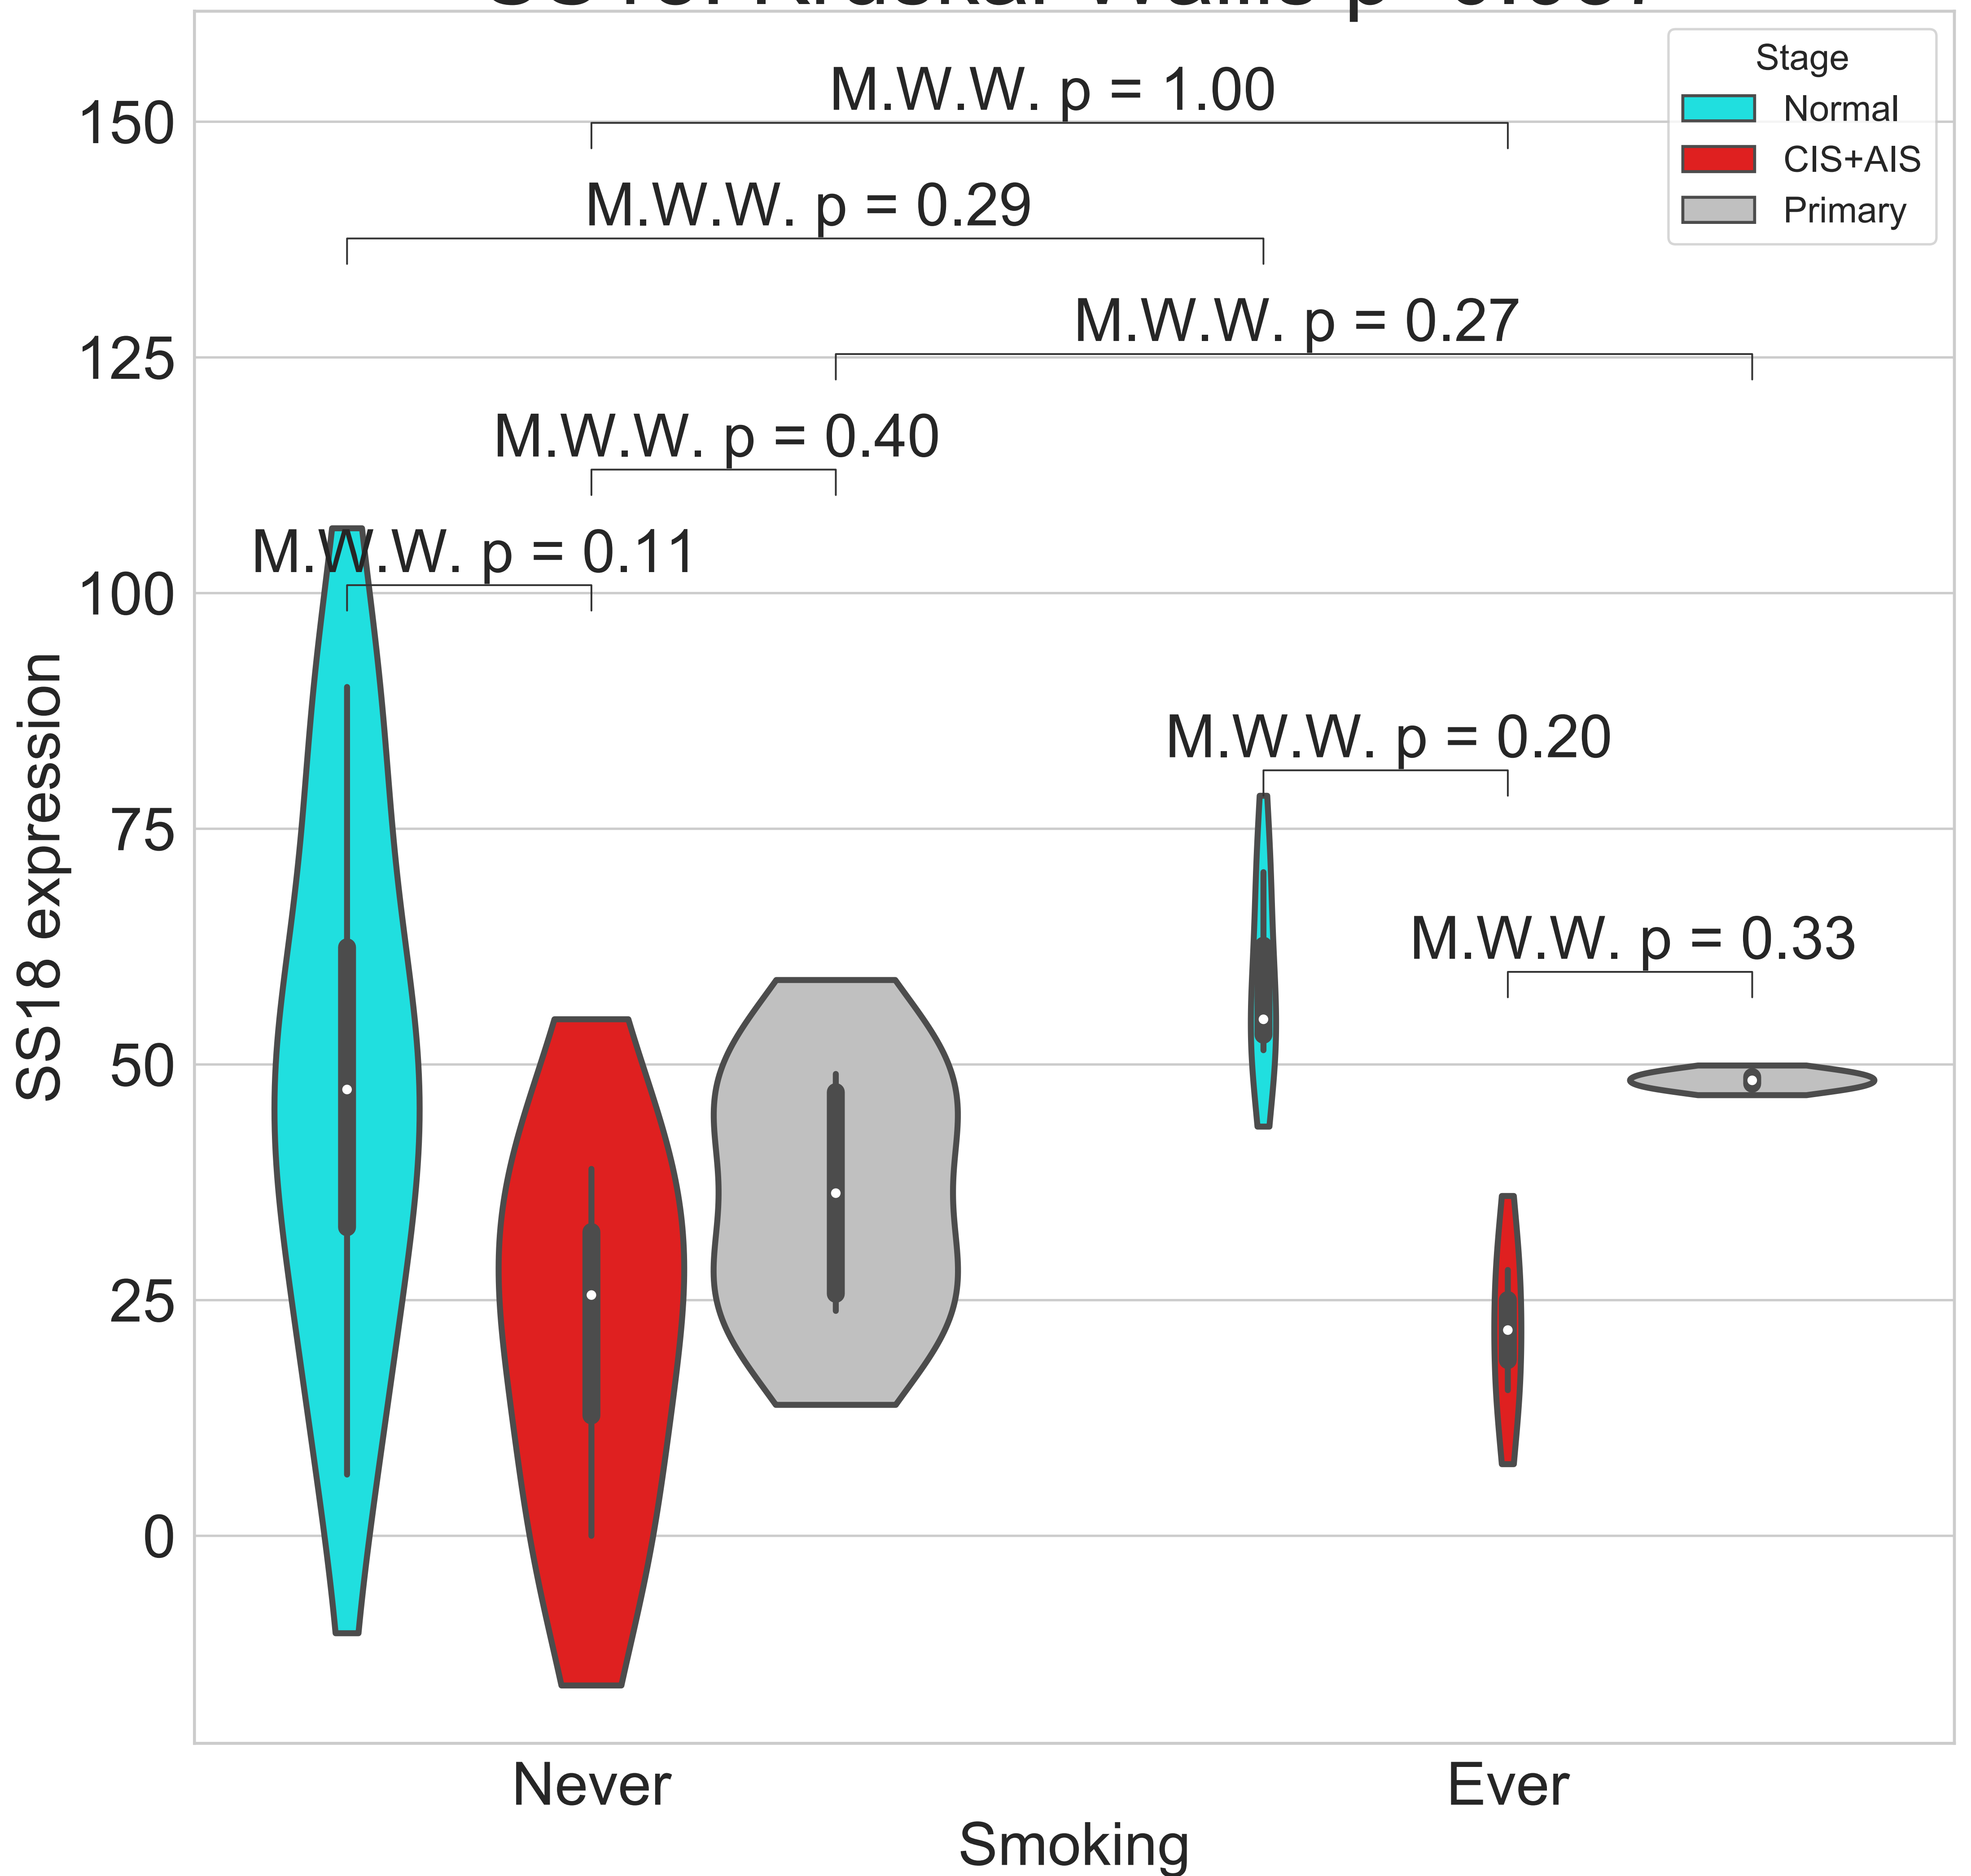 Stage
Normal
CIS+AIS
Primary
M.W.W. p = 1.00
M.W.W. p = 0.29
M.W.W. p = 0.27
M.W.W. p = 0.40
M.W.W. p = 0.11
M.W.W. p = 0.20
M.W.W. p = 0.33
150
125
100
75
50
25
0
SS18 expression
Never
Ever
Smoking